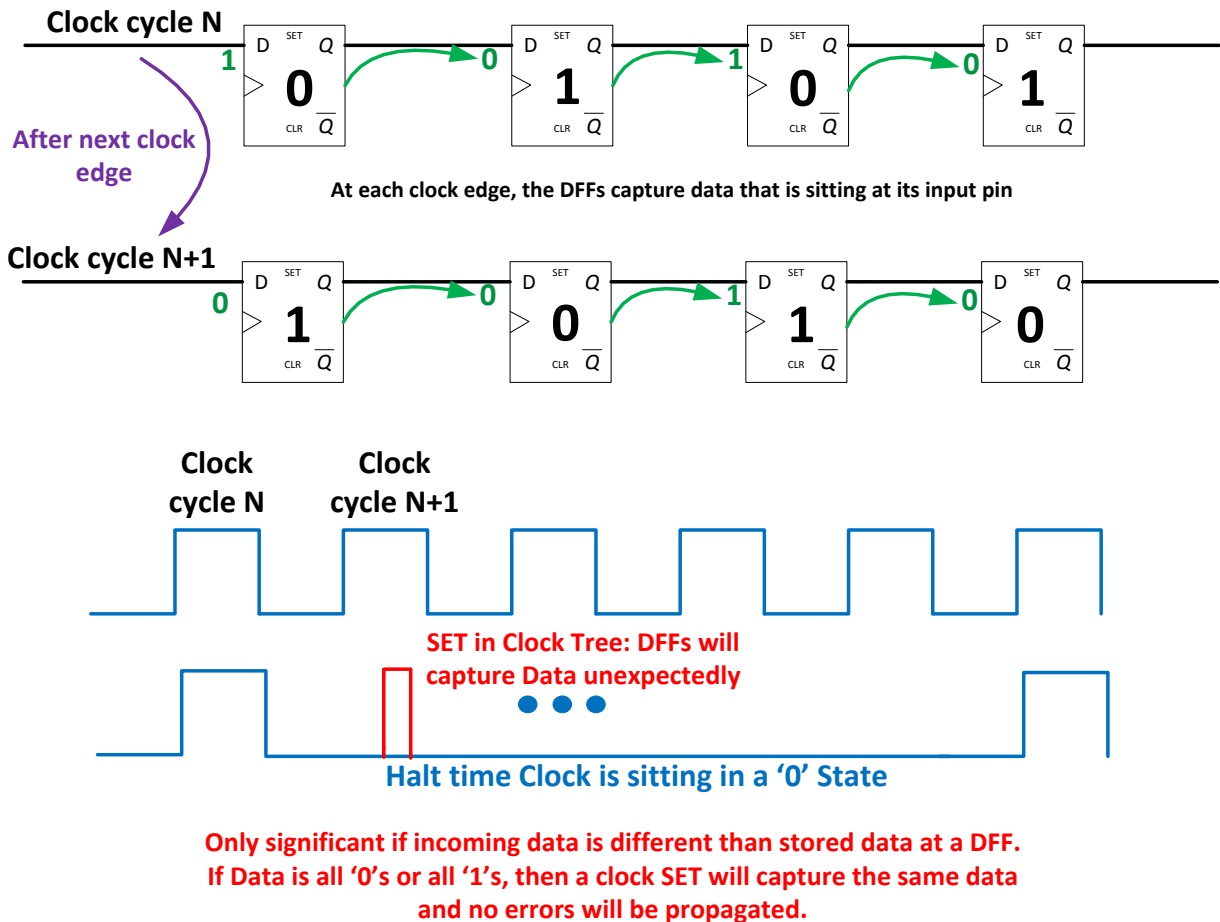 Clock cycle N
1
D SET Q
0
CLR Q
0
D SET Q
1
CLR Q
1
D SET Q
0
CLR Q
0
D SET Q
1
CLR Q
After next clock
edge
At each clock edge, the DFFs capture data that is sitting at its input pin
Clock cycle N+1
0
D SET Q
1
CLR Q
0
D SET Q
0
CLR Q
1
D SET Q
1
CLR Q
0
D SET Q
0
CLR Q
Clock
cycle N
Clock
cycle N+1
SET in Clock Tree: DFFs will
capture Data unexpectedly
Halt time Clock is sitting in a ‘0’ State
Only significant if incoming data is different than stored data at a DFF.
If Data is all ‘0’s or all ‘1’s, then a clock SET will capture the same data
and no errors will be propagated.